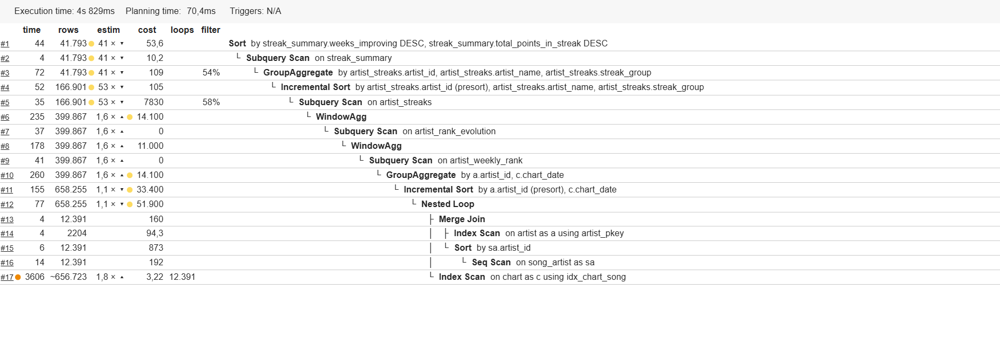 Execution time: 4s 829ms Planning time: 70,4ms Triggers: N/A
time rows estim cost loops filter
#1 44 41.793 41 × ▼ 53,6 Sort by streak_summary.weeks_improving DESC, streak_summary.total_points_in_streak DESC
#2 4 41.793 41 × ▼ 10,2 └ Subquery Scan on streak_summary
#3 72 41.793 41 × ▼ 109 54% └ GroupAggregate by artist_streaks.artist_id, artist_streaks.artist_name, artist_streaks.streak_group
#4 52 166.901 53 × ▼ 105 └ Incremental Sort by artist_streaks.artist_id (presort), artist_streaks.artist_name, artist_streaks.streak_group
#5 35 166.901 53 × ▼ 7830 58% └ Subquery Scan on artist_streaks
#6 235 399.867 1,6 × ▲ 14.100 └ WindowAgg
#7 37 399.867 1,6 × ▲ 0 └ Subquery Scan on artist_rank_evolution
#8 178 399.867 1,6 × ▲ 11.000 └ WindowAgg
#9 41 399.867 1,6 × ▲ 0 └ Subquery Scan on artist_weekly_rank
#10 260 399.867 1,6 × ▲ 14.100 └ GroupAggregate by a.artist_id, c.chart_date
#11 155 658.255 1,1 × ▼ 33.400 └ Incremental Sort by a.artist_id (presort), c.chart_date
#12 77 658.255 1,1 × ▼ 51.900 └ Nested Loop
#13 4 12.391 160 ├ Merge Join
#14 4 2204 94,3 │ ├ Index Scan on artist as a using artist_pkey
#15 6 12.391 873 │ └ Sort by sa.artist_id
#16 14 12.391 192 │ └ Seq Scan on song_artist as sa
#17 3606 ~656.723 1,8 × ▲ 3,22 12.391 └ Index Scan on chart as c using idx_chart_song